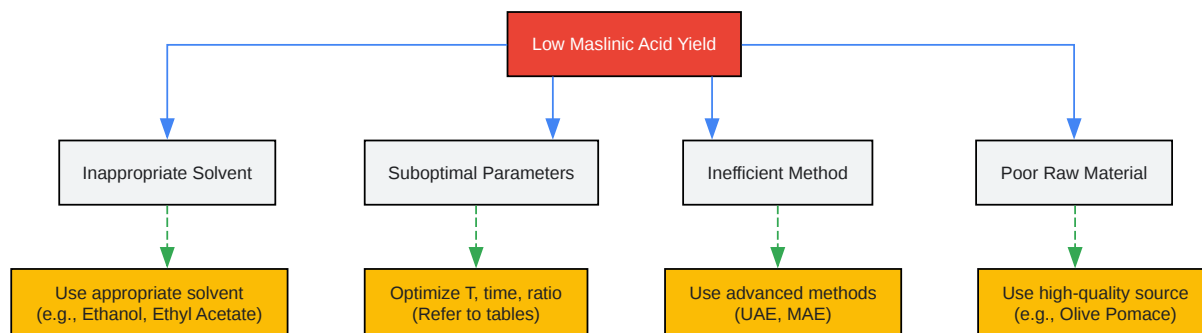 Low Maslinic Acid Yield
Inappropriate Solvent
Suboptimal Parameters
Inefficient Method
Poor Raw Material
Use appropriate solvent
(e.g., Ethanol, Ethyl Acetate)
Optimize T, time, ratio
(Refer to tables)
Use advanced methods
(UAE, MAE)
Use high-quality source
(e.g., Olive Pomace)